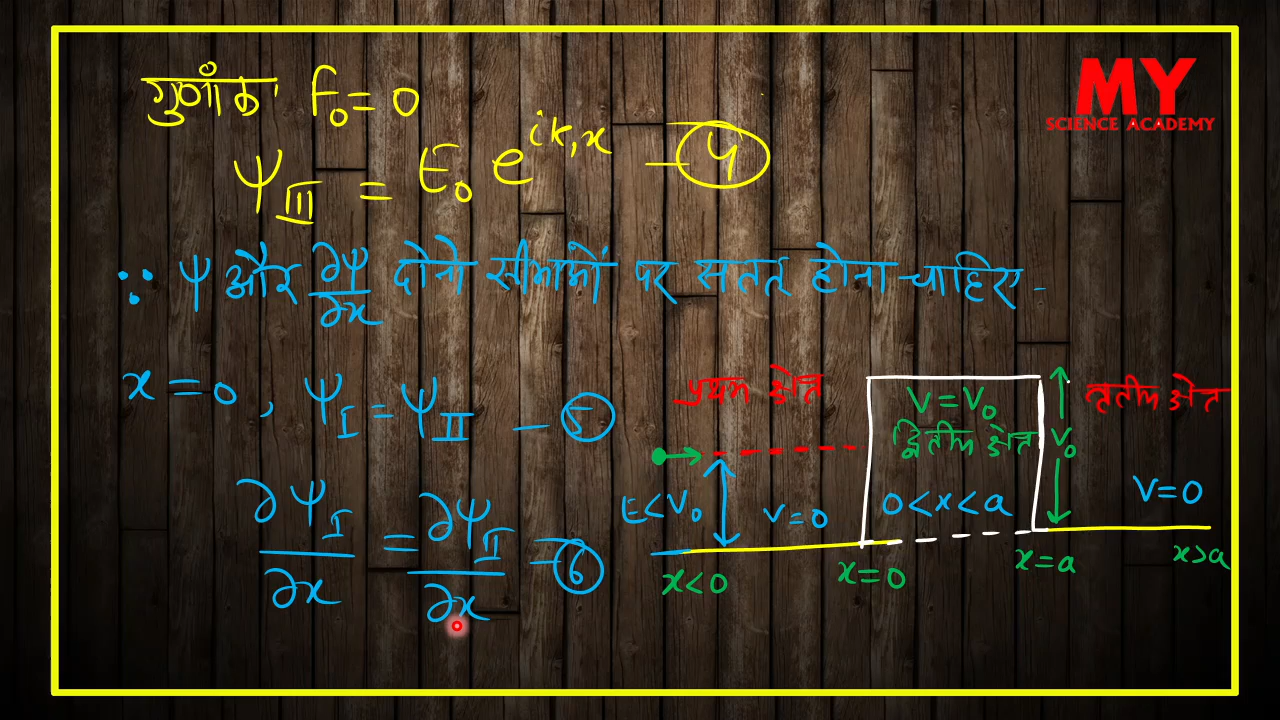 गुणांक F₀ = 0
MY
SCIENCE ACADEMY
ψ_III = E₀ e^{ik₁x} – (4)
∵ ψ और ∂ψ/∂x दोनो सीमाओं पर सतत होना चाहिए -
x = 0 , ψ_I = ψ_II – (5)
∂ψ_I/∂x = ∂ψ_II/∂x – (6)
प्रथम क्षेत्र
V = V₀
द्वितीय क्षेत्र
V₀
तृतीय क्षेत्र
E < V₀
V = 0
0 < x < a
V = 0
x < 0
x = 0
x = a
x > a